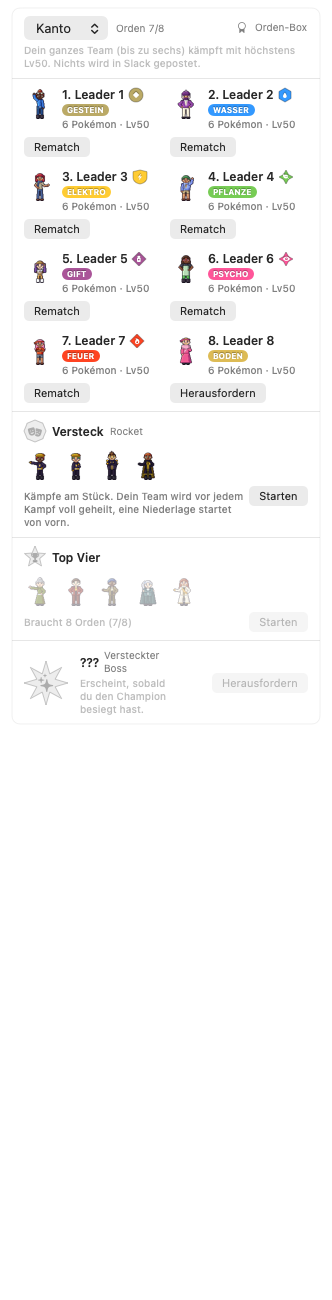 Kanto
Orden 7/8
Orden-Box
Dein ganzes Team (bis zu sechs) kämpft mit höchstens
Lv50. Nichts wird in Slack gepostet.
1. Leader 1
GESTEIN
6 Pokémon · Lv50
Rematch
2. Leader 2
WASSER
6 Pokémon · Lv50
Rematch
3. Leader 3
ELEKTRO
6 Pokémon · Lv50
Rematch
4. Leader 4
PFLANZE
6 Pokémon · Lv50
Rematch
5. Leader 5
GIFT
6 Pokémon · Lv50
Rematch
6. Leader 6
PSYCHO
6 Pokémon · Lv50
Rematch
7. Leader 7
FEUER
6 Pokémon · Lv50
Rematch
8. Leader 8
BODEN
6 Pokémon · Lv50
Herausfordern
Versteck Rocket
Kämpfe am Stück. Dein Team wird vor jedem
Kampf voll geheilt, eine Niederlage startet
von vorn.
Starten
Top Vier
Braucht 8 Orden (7/8)
Starten
??? Versteckter
Boss
Erscheint, sobald
du den Champion
besiegt hast.
Herausfordern